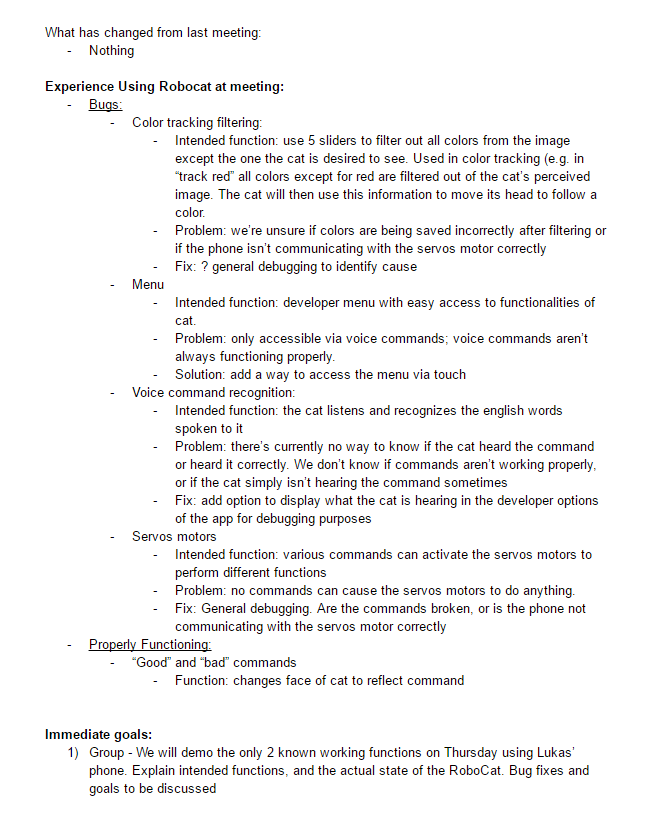 What has changed from last meeting:
- Nothing
Experience Using Robocat at meeting:
- Bugs:
- Color tracking filtering:
- Intended function: use 5 sliders to filter out all colors from the image
except the one the cat is desired to see. Used in color tracking (e.g. in
“track red” all colors except for red are filtered out of the cat’s perceived
image. The cat will then use this information to move its head to follow a
color.
- Problem: we’re unsure if colors are being saved incorrectly after filtering or
if the phone isn’t communicating with the servos motor correctly
- Fix: ? general debugging to identify cause
- Menu
- Intended function: developer menu with easy access to functionalities of
cat.
- Problem: only accessible via voice commands; voice commands aren’t
always functioning properly.
- Solution: add a way to access the menu via touch
- Voice command recognition:
- Intended function: the cat listens and recognizes the english words
spoken to it
- Problem: there’s currently no way to know if the cat heard the command
or heard it correctly. We don’t know if commands aren’t working properly,
or if the cat simply isn’t hearing the command sometimes
- Fix: add option to display what the cat is hearing in the developer options
of the app for debugging purposes
- Servos motors
- Intended function: various commands can activate the servos motors to
perform different functions
- Problem: no commands can cause the servos motors to do anything.
- Fix: General debugging. Are the commands broken, or is the phone not
communicating with the servos motor correctly
- Properly Functioning:
- “Good” and “bad” commands
- Function: changes face of cat to reflect command
Immediate goals:
1) Group - We will demo the only 2 known working functions on Thursday using Lukas’
phone. Explain intended functions, and the actual state of the RoboCat. Bug fixes and
goals to be discussed